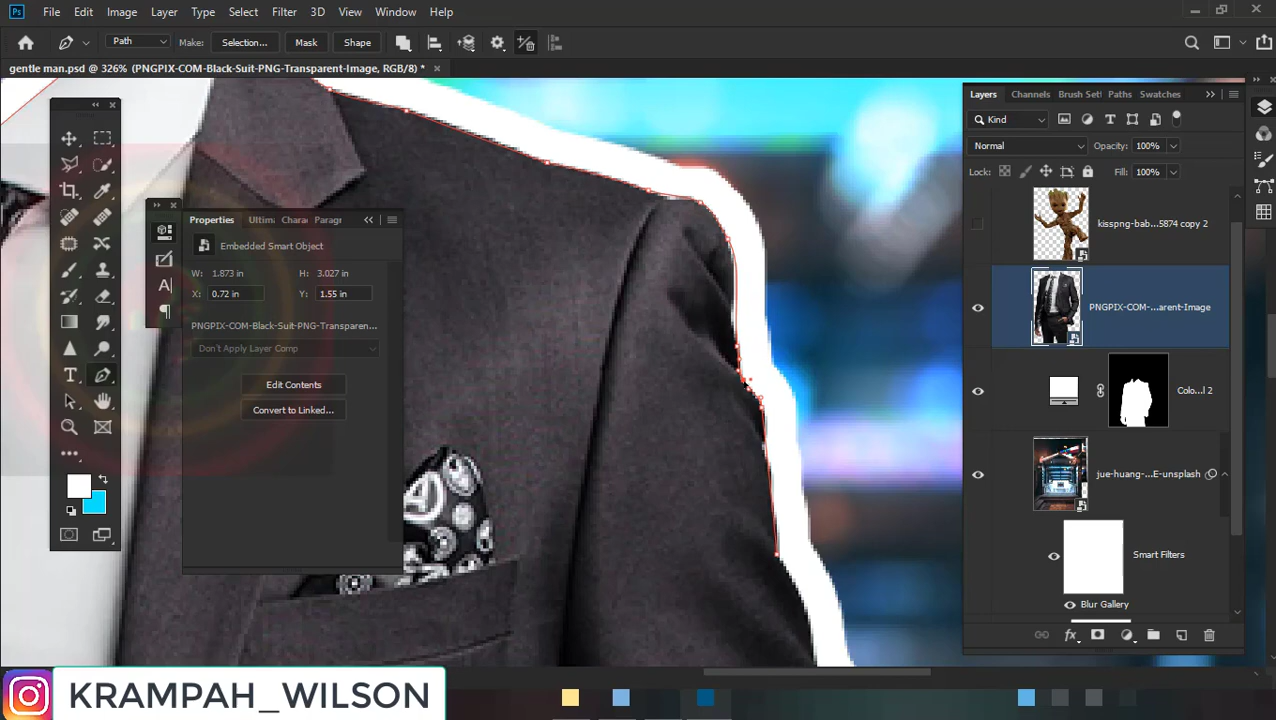 Ps File Edit Image Layer Type Select Filter 3D View Window Help
Path Make: Selection... Mask Shape
gentle man.psd @ 326% (PNGPIX-COM-Black-Suit-PNG-Transparent-Image, RGB/8) *
Layers Channels Brush Set Paths Swatches
Kind
Normal Opacity: 100%
Lock: Fill: 100%
kisspng-bab...5874 copy 2
Properties Ultim Chara Paragr
Embedded Smart Object
W: 1.873 in H: 3.027 in
X: 0.72 in Y: 1.55 in
PNGPIX-COM-Black-Suit-PNG-Transparen...
Don't Apply Layer Comp
Edit Contents
Convert to Linked...
PNGPIX-COM-...arent-Image
Colo...l 2
jue-huang-...E-unsplash
Smart Filters
Blur Gallery
fx
KRAMPAH_WILSON